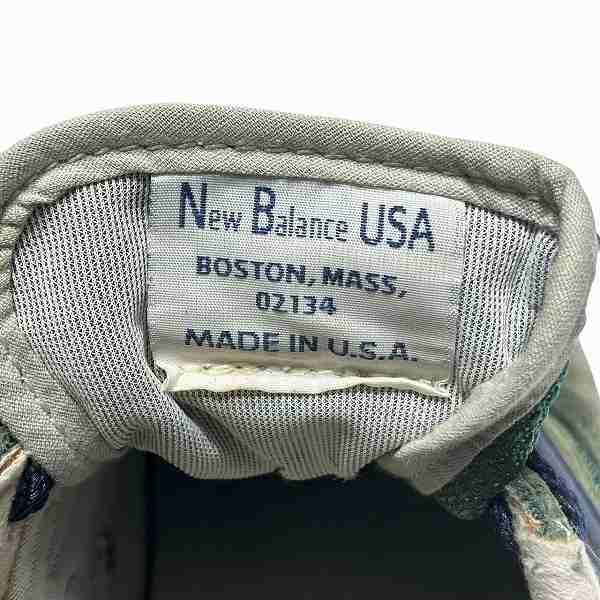 New Balance USA
BOSTON, MASS,
02134
MADE IN U.S.A.